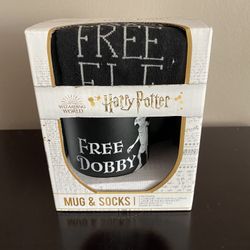 FREE
ELF
WIZARDING
WORLD
Harry Potter
FREE
DOBBY
MUG & SOCKS